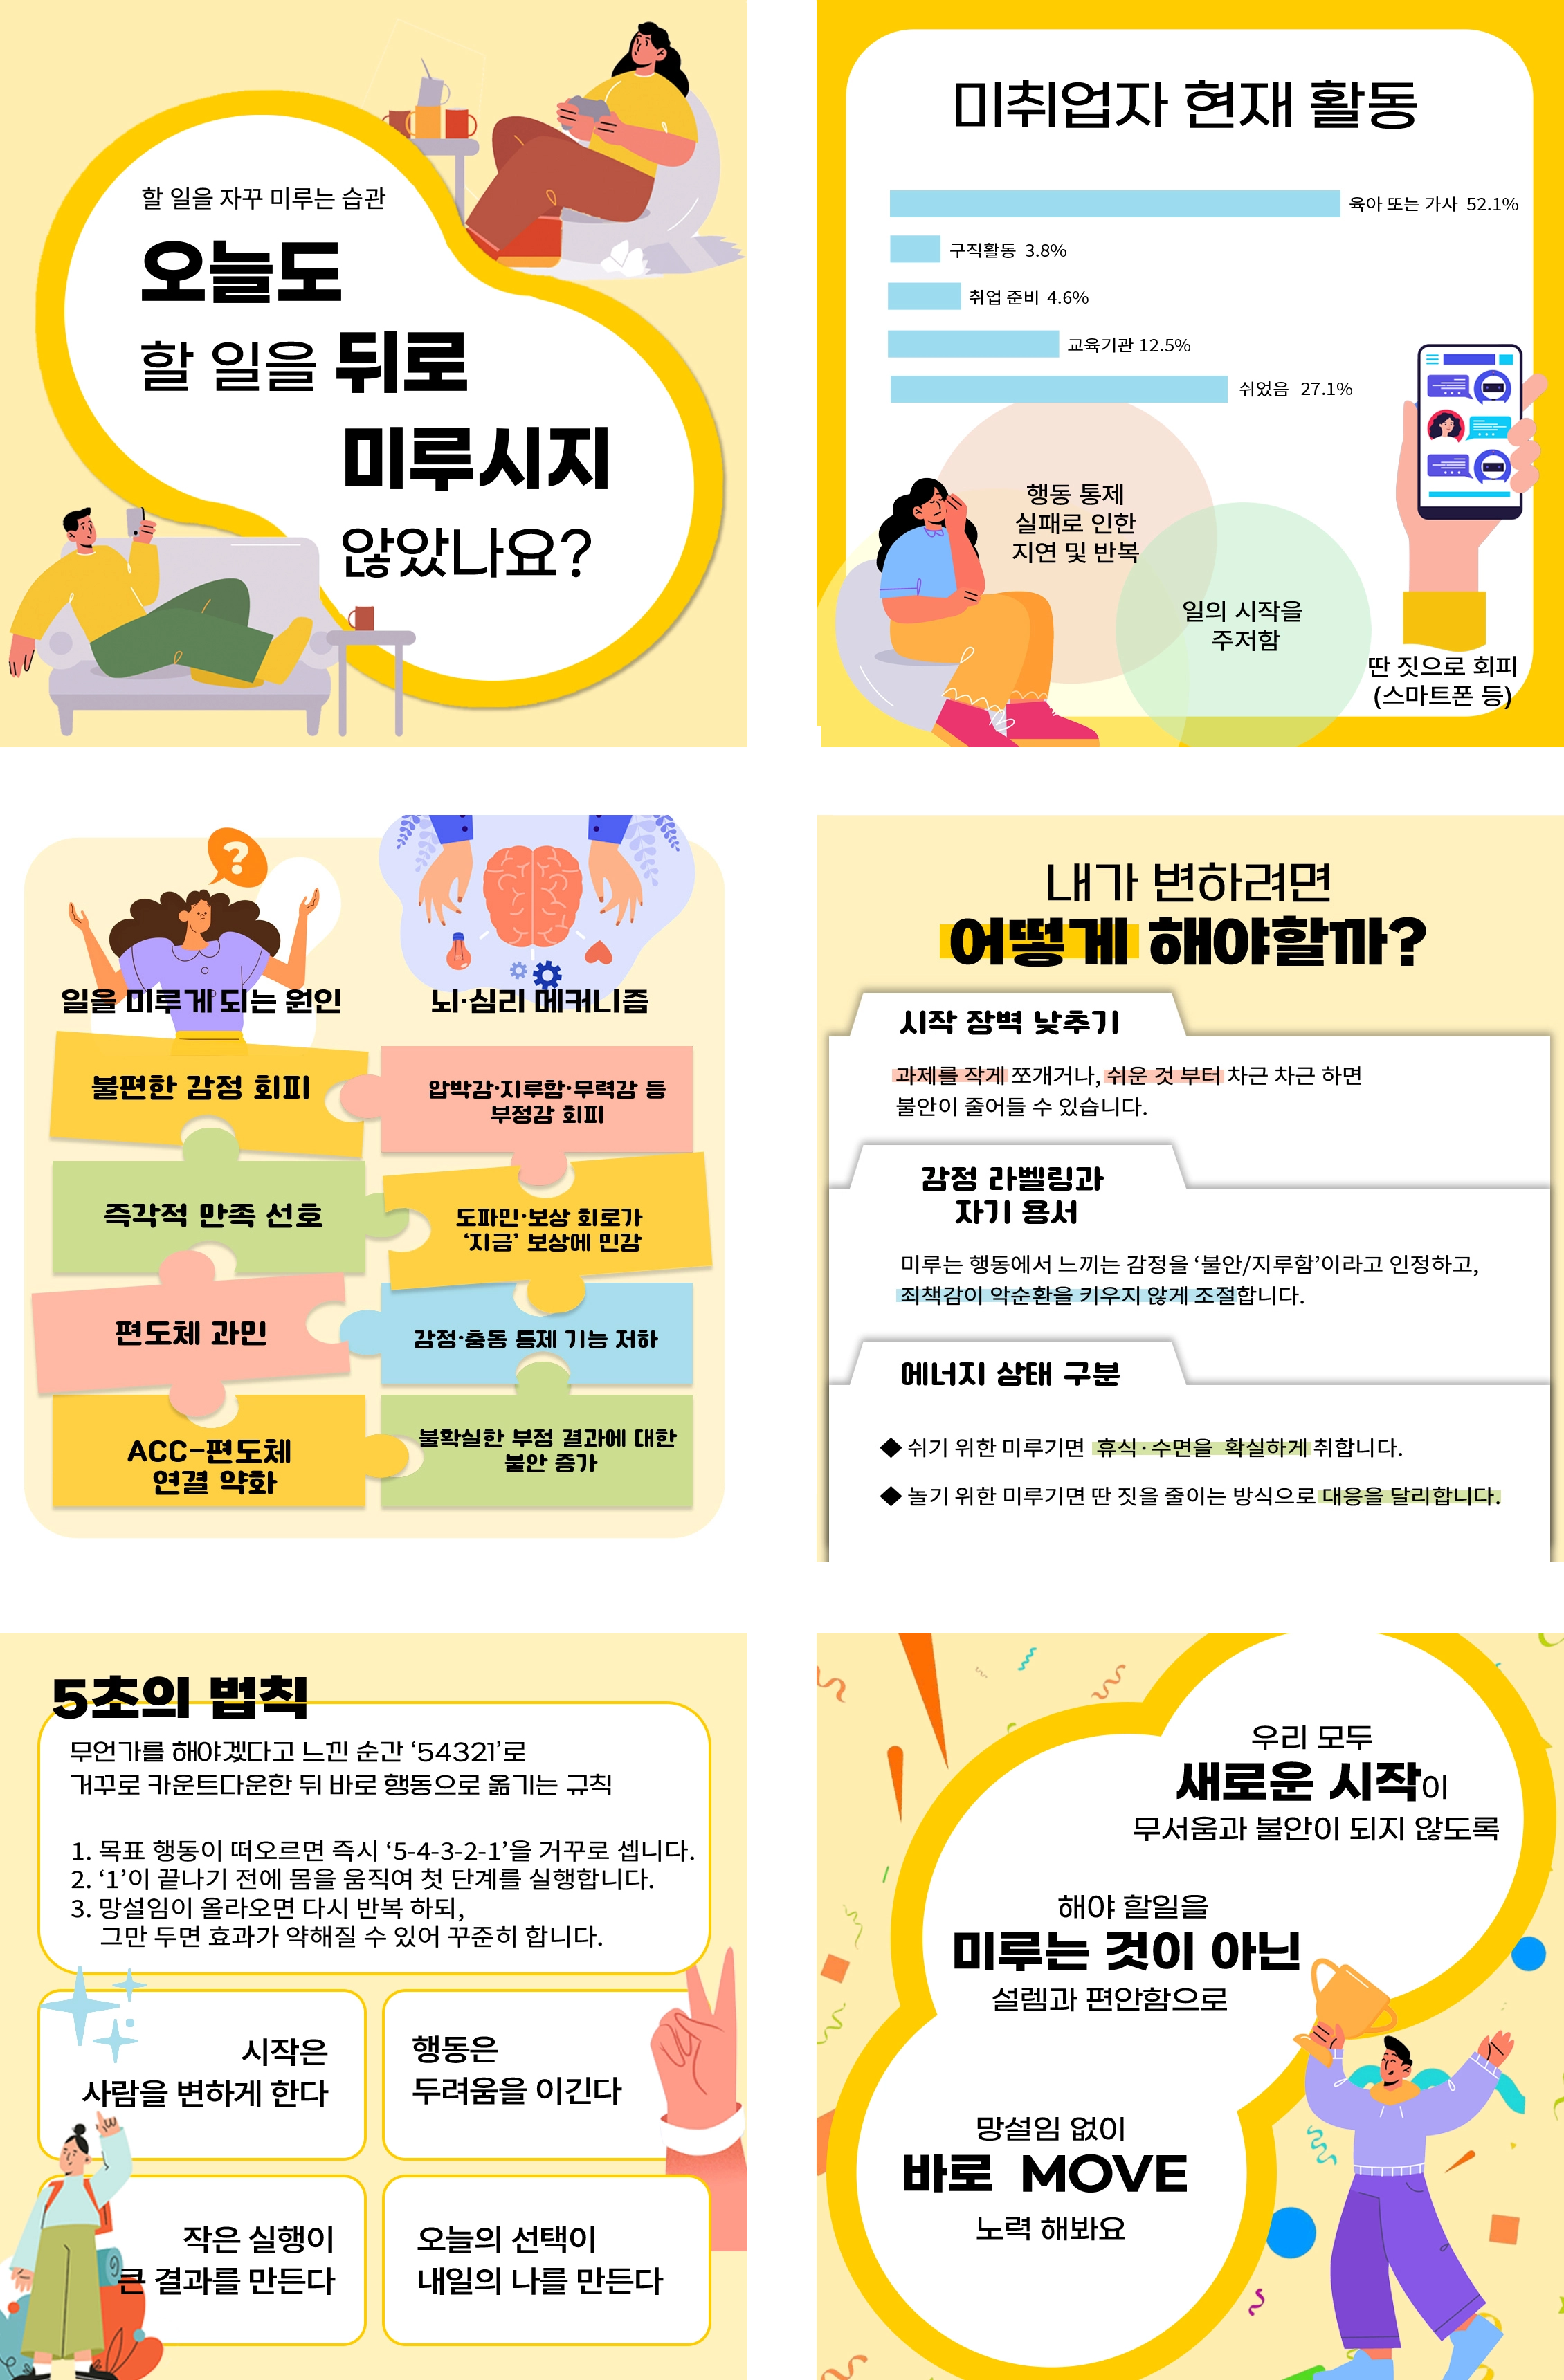 할 일을 자꾸 미루는 습관
오늘도
할 일을 뒤로
미루시지
않았나요?
미취업자 현재 활동
육아 또는 가사 52.1%
구직활동 3.8%
취업 준비 4.6%
교육기관 12.5%
쉬었음 27.1%
행동 통제
실패로 인한
지연 및 반복
일의 시작을
주저함
딴 짓으로 회피
(스마트폰 등)
?
일을 미루게 되는 원인
뇌·심리 메커니즘
불편한 감정 회피
압박감·지루함·무력감 등
부정감 회피
즉각적 만족 선호
도파민·보상 회로가
‘지금’ 보상에 민감
편도체 과민
감정·충동 통제 기능 저하
ACC-편도체
연결 약화
불확실한 부정 결과에 대한
불안 증가
내가 변하려면
어떻게 해야할까?
시작 장벽 낮추기
과제를 작게 쪼개거나, 쉬운 것 부터 차근 차근 하면
불안이 줄어들 수 있습니다.
감정 라벨링과
자기 용서
미루는 행동에서 느끼는 감정을 ‘불안/지루함’이라고 인정하고,
죄책감이 악순환을 키우지 않게 조절합니다.
에너지 상태 구분
◆ 쉬기 위한 미루기면 휴식·수면을 확실하게 취합니다.
◆ 놀기 위한 미루기면 딴 짓을 줄이는 방식으로 대응을 달리합니다.
5초의 법칙
무언가를 해야겠다고 느낀 순간 ‘54321’로
거꾸로 카운트다운한 뒤 바로 행동으로 옮기는 규칙
1. 목표 행동이 떠오르면 즉시 ‘5-4-3-2-1’을 거꾸로 셉니다.
2. ‘1’이 끝나기 전에 몸을 움직여 첫 단계를 실행합니다.
3. 망설임이 올라오면 다시 반복 하되,
그만 두면 효과가 약해질 수 있어 꾸준히 합니다.
시작은
사람을 변하게 한다
행동은
두려움을 이긴다
작은 실행이
큰 결과를 만든다
오늘의 선택이
내일의 나를 만든다
우리 모두
새로운 시작이
무서움과 불안이 되지 않도록
해야 할일을
미루는 것이 아닌
설렘과 편안함으로
망설임 없이
바로 MOVE
노력 해봐요